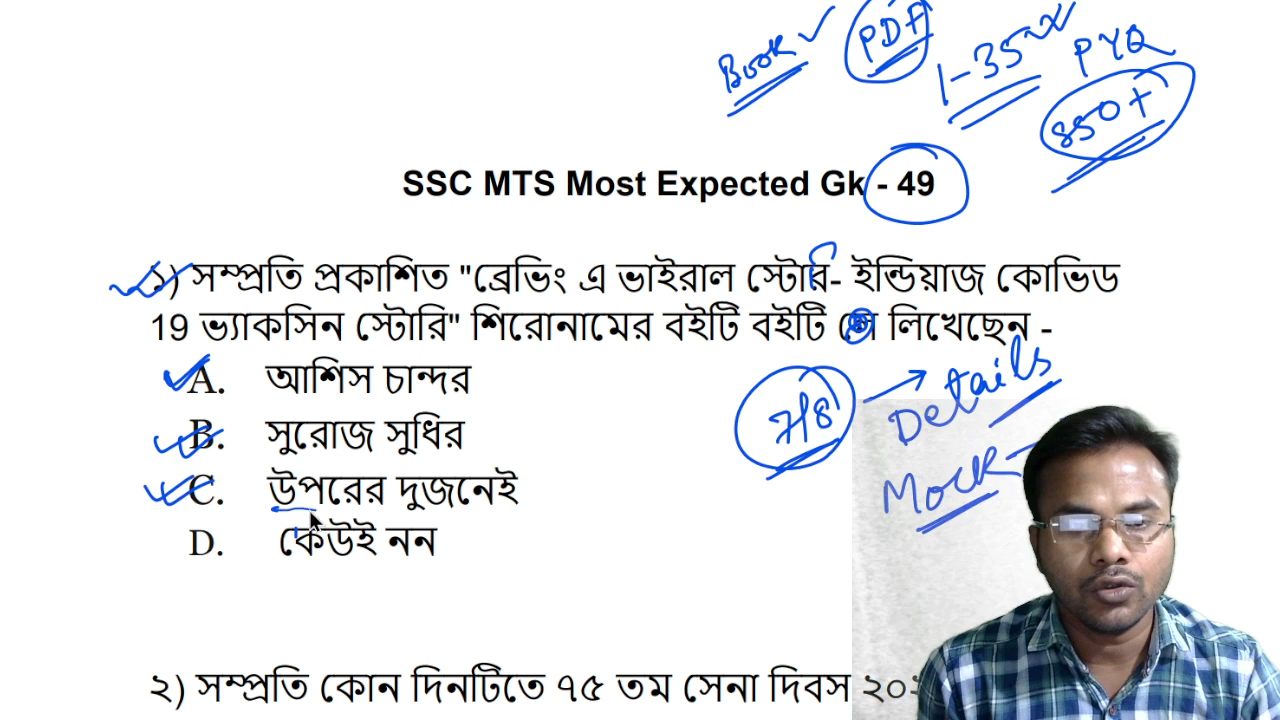 Book PDF 1-35 PYQ
850+
SSC MTS Most Expected Gk - 49
১) সম্প্রতি প্রকাশিত "ব্রেভিং এ ভাইরাল স্টোরি- ইন্ডিয়াজ কোভিড
19 ভ্যাকসিন স্টোরি" শিরোনামের বইটি বইটি লিখেছেন -
A. আশিস চান্দর
B. সুরোজ সুধির
C. উপরের দুজনেই
D. কেউই নন
7/8 → Details
Mock -
২) সম্প্রতি কোন দিনটিতে ৭৫ তম সেনা দিবস